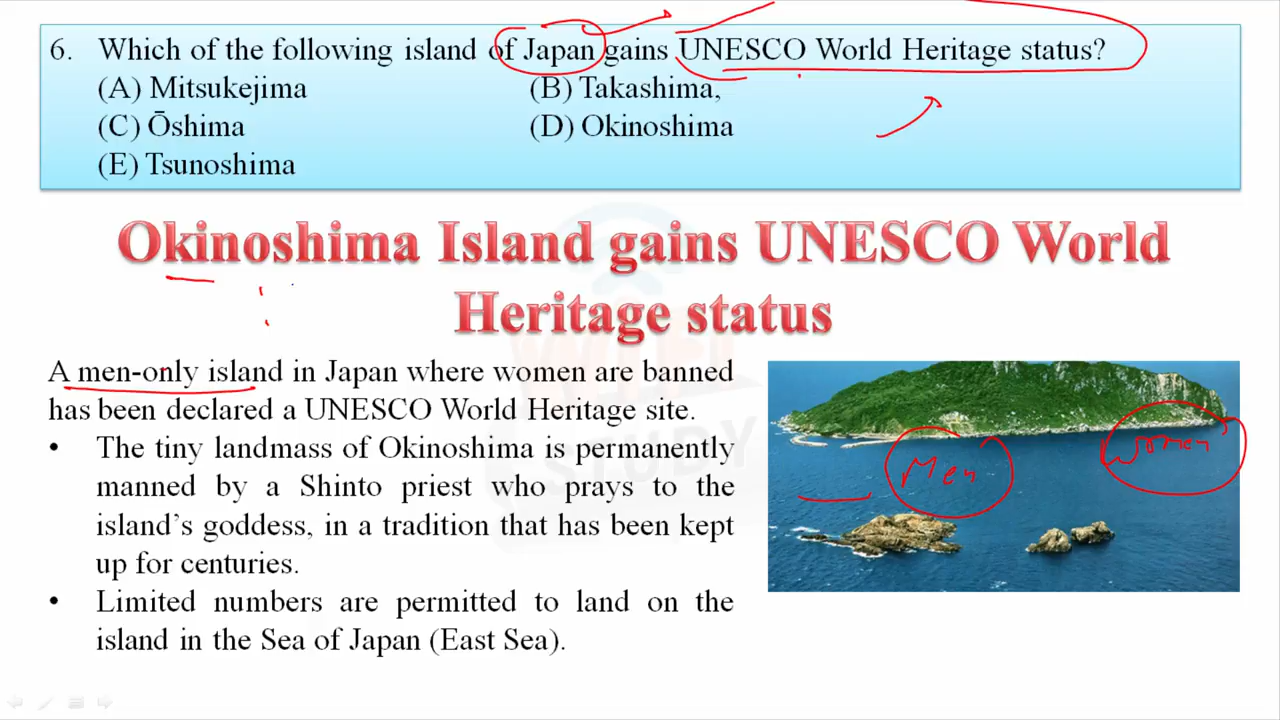 6. Which of the following island of Japan gains UNESCO World Heritage status?
(A) Mitsukejima (B) Takashima,
(C) Ōshima (D) Okinoshima
(E) Tsunoshima
Okinoshima Island gains UNESCO World
Heritage status
A men-only island in Japan where women are banned
has been declared a UNESCO World Heritage site.
• The tiny landmass of Okinoshima is permanently
manned by a Shinto priest who prays to the
island's goddess, in a tradition that has been kept
up for centuries.
• Limited numbers are permitted to land on the
island in the Sea of Japan (East Sea).
Men
women
STUDY